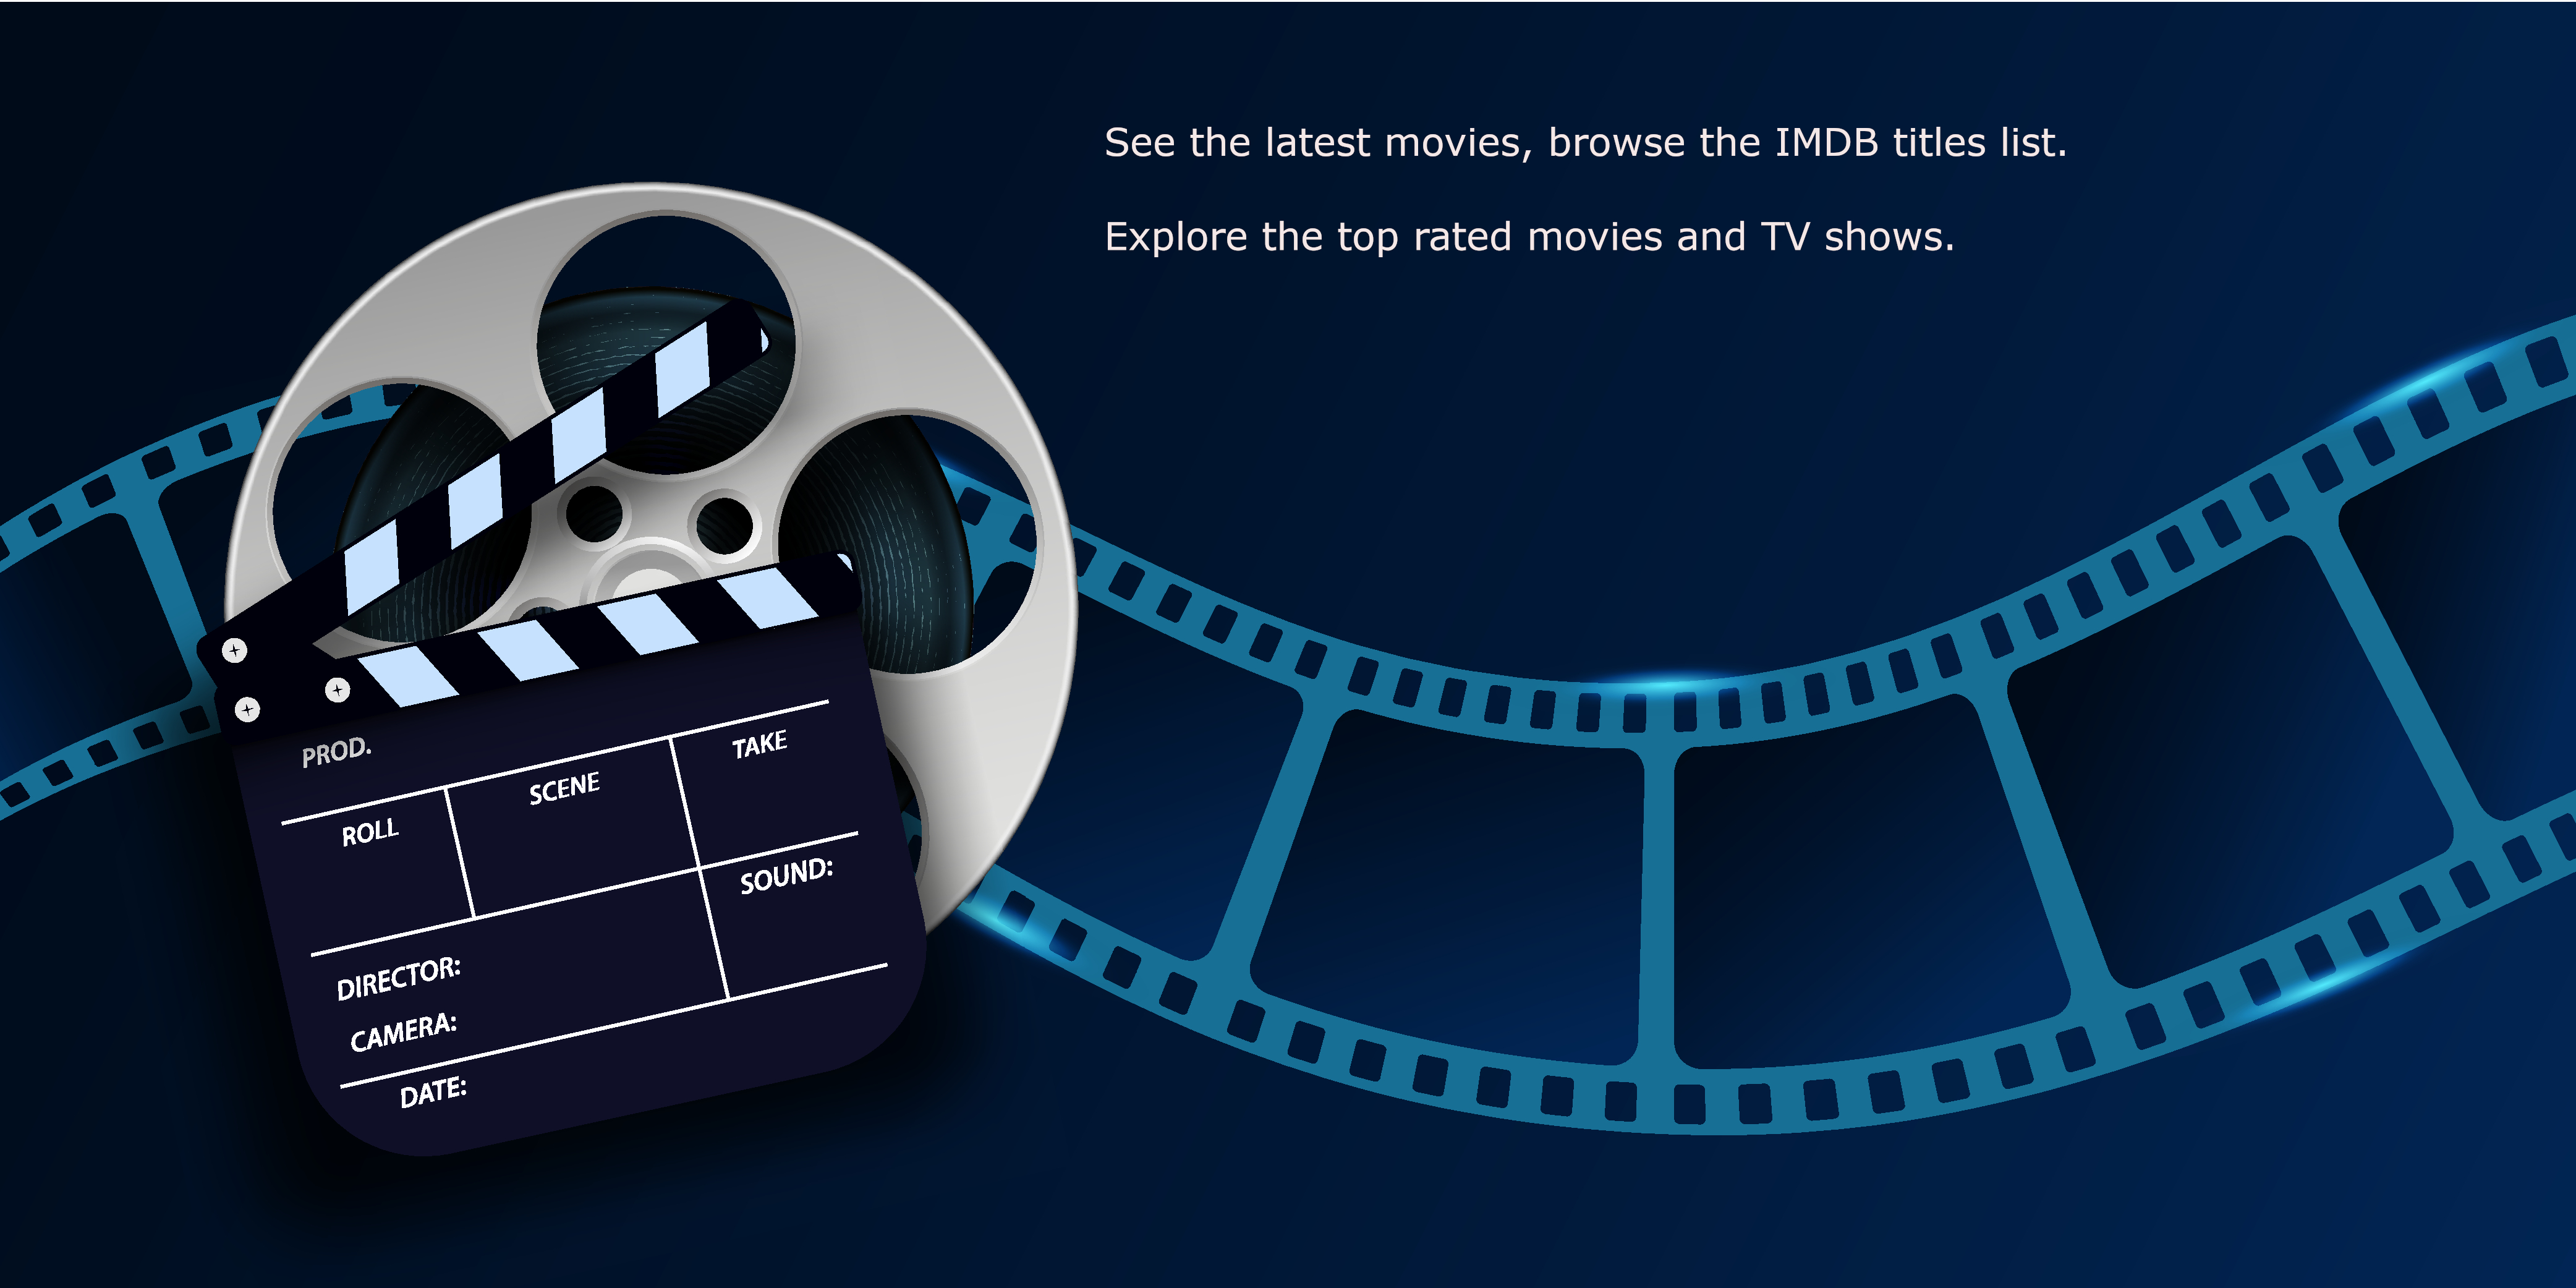 See the latest movies, browse the IMDB titles list.
Explore the top rated movies and TV shows.
PROD.
ROLL
SCENE
TAKE
SOUND:
DIRECTOR:
CAMERA:
DATE: